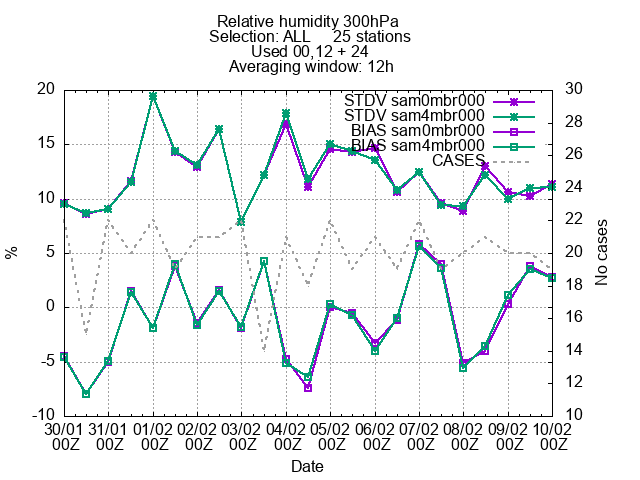 Relative humidity 300hPa
Selection: ALL     25 stations
Used 00,12 + 24
Averaging window: 12h
STDV sam0mbr000
STDV sam4mbr000
BIAS sam0mbr000
BIAS sam4mbr000
CASES
20
15
10
5
0
-5
-10
%
30
28
26
24
22
20
18
16
14
12
10
No cases
30/01 31/01 01/02 02/02 03/02 04/02 05/02 06/02 07/02 08/02 09/02 10/02
00Z 00Z 00Z 00Z 00Z 00Z 00Z 00Z 00Z 00Z 00Z 00Z
Date